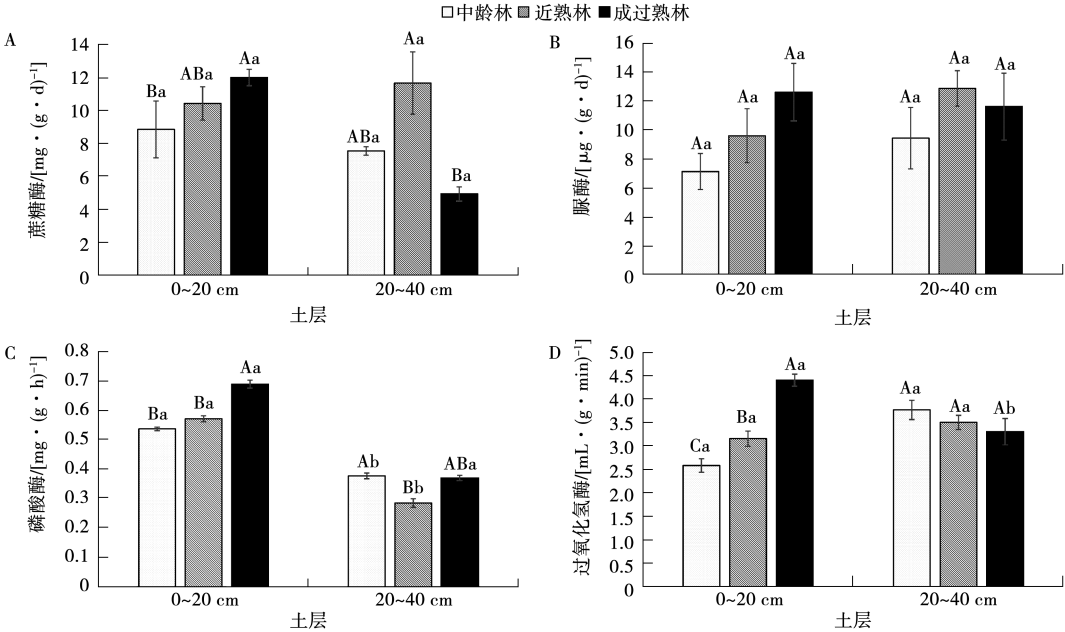 中龄林 近熟林 成过熟林
A
蔗糖酶/[mg·(g·d)⁻¹]
14
12
10
8
6
4
2
0
Ba ABa Aa
ABa Aa Ba
0~20 cm 20~40 cm
土层
B
脲酶/[μg·(g·d)⁻¹]
16
14
12
10
8
6
4
2
0
Aa Aa Aa
Aa Aa Aa
0~20 cm 20~40 cm
土层
C
磷酸酶/[mg·(g·h)⁻¹]
0.8
0.7
0.6
0.5
0.4
0.3
0.2
0.1
0
Ba Ba Aa
Ab Bb ABa
0~20 cm 20~40 cm
土层
D
过氧化氢酶/[mL·(g·min)⁻¹]
5.0
4.5
4.0
3.5
3.0
2.5
2.0
1.5
1.0
0.5
0
Ca Ba Aa
Aa Aa Ab
0~20 cm 20~40 cm
土层